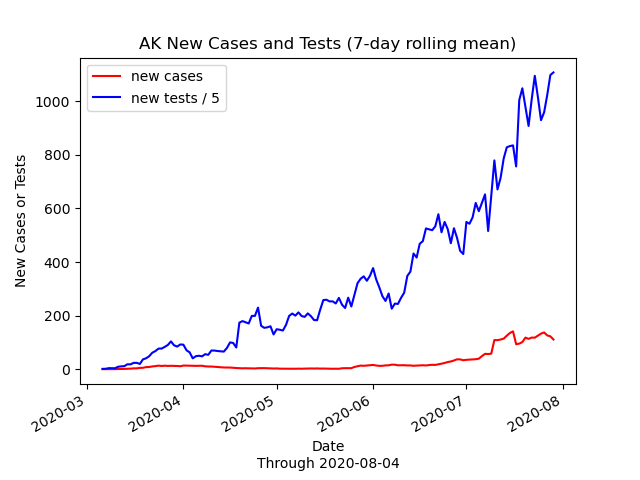 AK New Cases and Tests (7-day rolling mean)
new cases
new tests / 5
New Cases or Tests
1000
800
600
400
200
0
2020-03
2020-04
2020-05
2020-06
2020-07
2020-08
Date
Through 2020-08-04